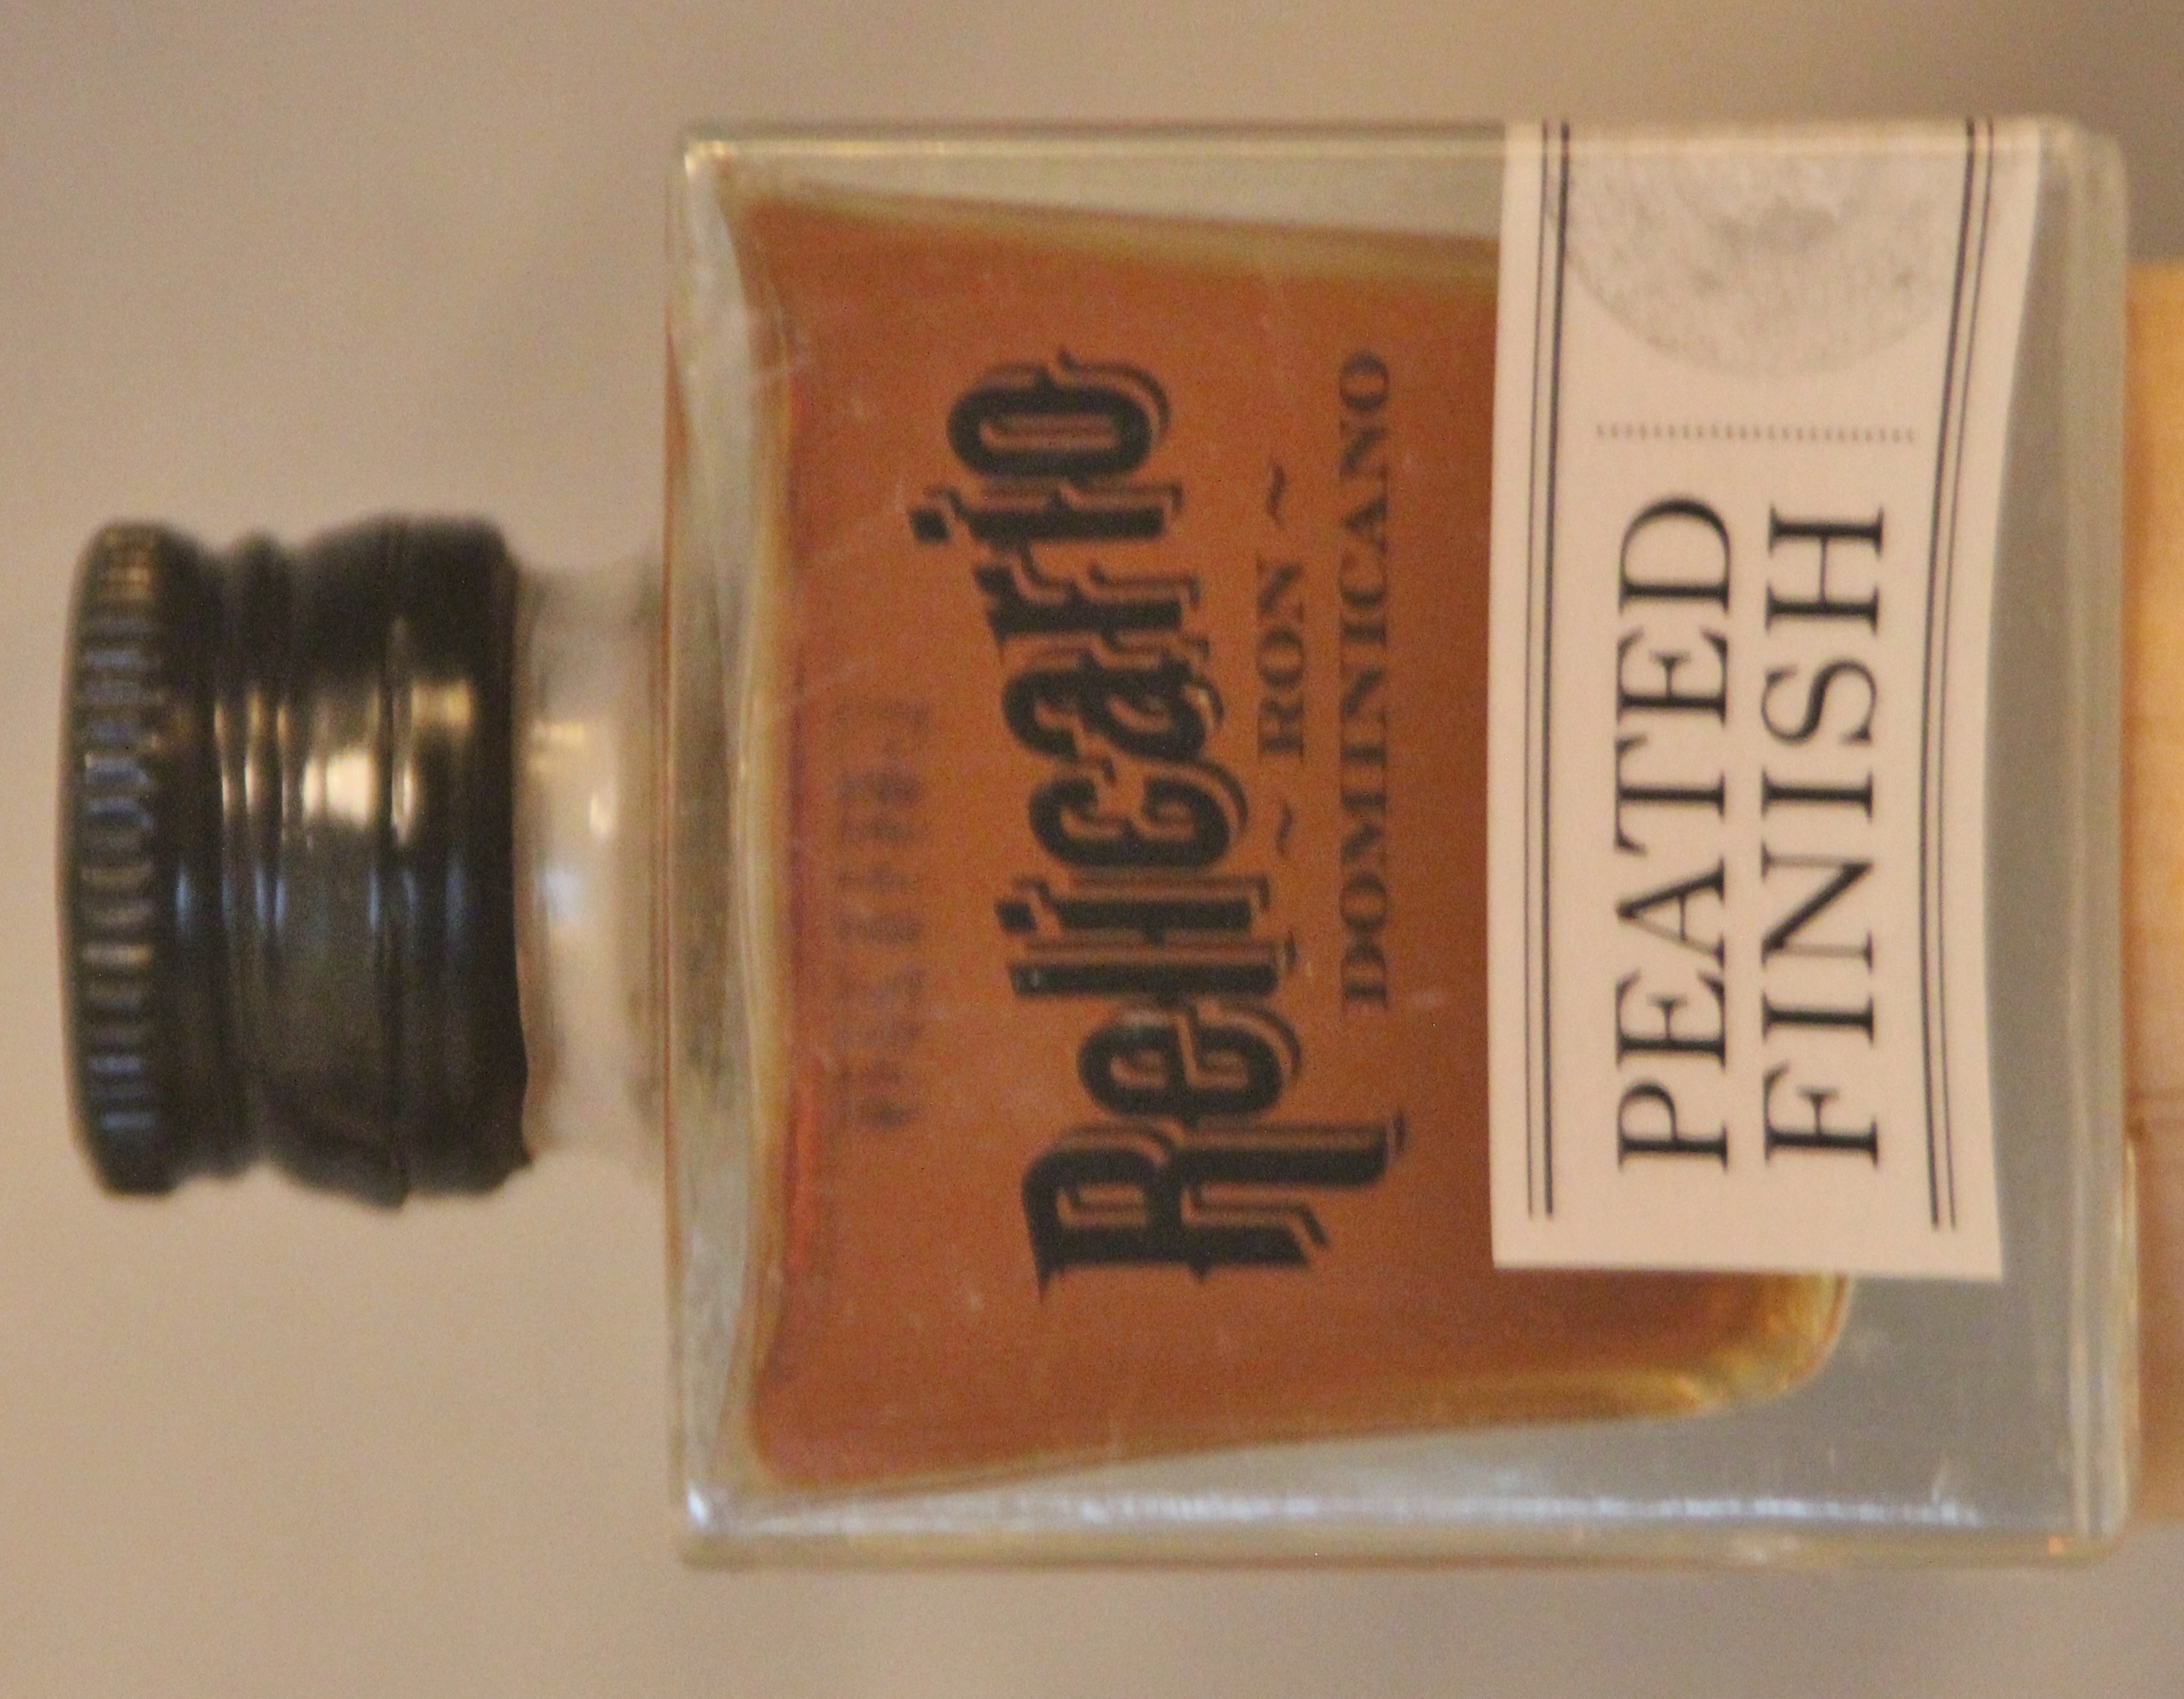 Relicario
~ RON ~
DOMINICANO
PEATED
FINISH